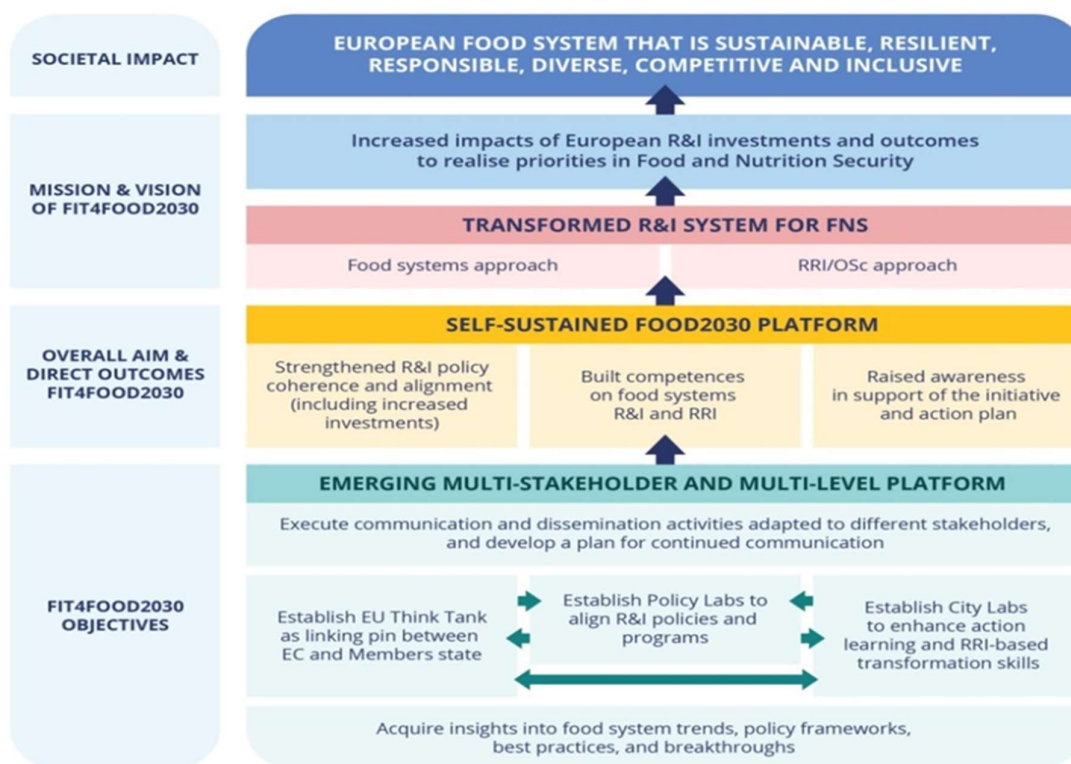 SOCIETAL IMPACT
EUROPEAN FOOD SYSTEM THAT IS SUSTAINABLE, RESILIENT,
RESPONSIBLE, DIVERSE, COMPETITIVE AND INCLUSIVE
MISSION & VISION
OF FIT4FOOD2030
Increased impacts of European R&I investments and outcomes
to realise priorities in Food and Nutrition Security
TRANSFORMED R&I SYSTEM FOR FNS
Food systems approach
RRI/OSc approach
OVERALL AIM &
DIRECT OUTCOMES
FIT4FOOD2030
SELF-SUSTAINED FOOD2030 PLATFORM
Strengthened R&I policy
coherence and alignment
(including increased
investments)
Built competences
on food systems
R&I and RRI
Raised awareness
in support of the initiative
and action plan
FIT4FOOD2030
OBJECTIVES
EMERGING MULTI-STAKEHOLDER AND MULTI-LEVEL PLATFORM
Execute communication and dissemination activities adapted to different stakeholders,
and develop a plan for continued communication
Establish EU Think Tank
as linking pin between
EC and Members state
Establish Policy Labs to
align R&I policies and
programs
Establish City Labs
to enhance action
learning and RRI-based
transformation skills
Acquire insights into food system trends, policy frameworks,
best practices, and breakthroughs